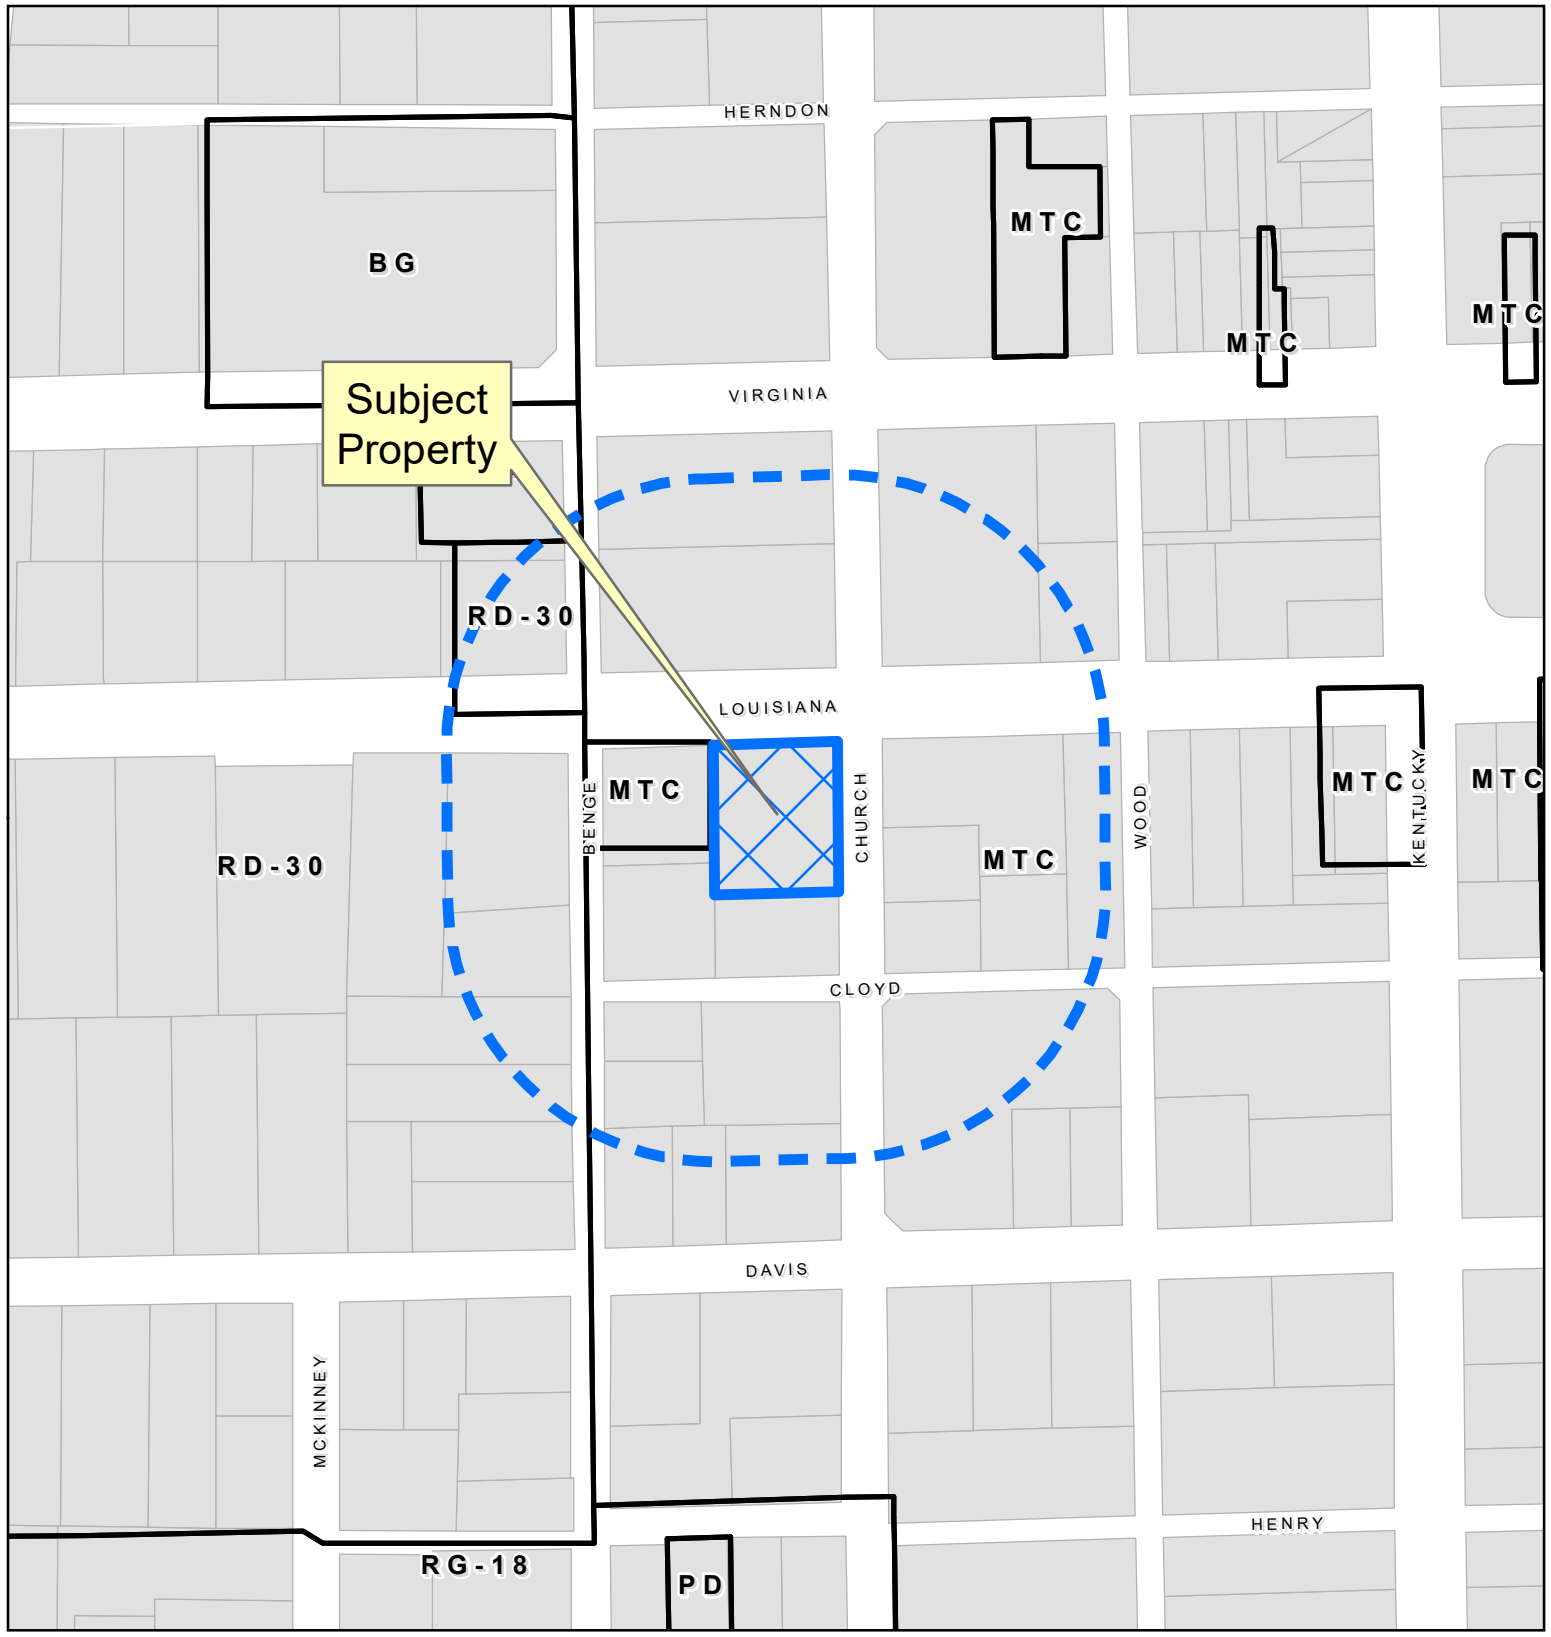 HERNDON
MTC
BG
MTC
MTC
VIRGINIA
Subject
Property
RD-30
LOUISIANA
MTC
BENGE
CHURCH
WOOD
MTC
KENTUCKY
MTC
MTC
RD-30
CLOYD
DAVIS
MCKINNEY
HENRY
RG-18
PD